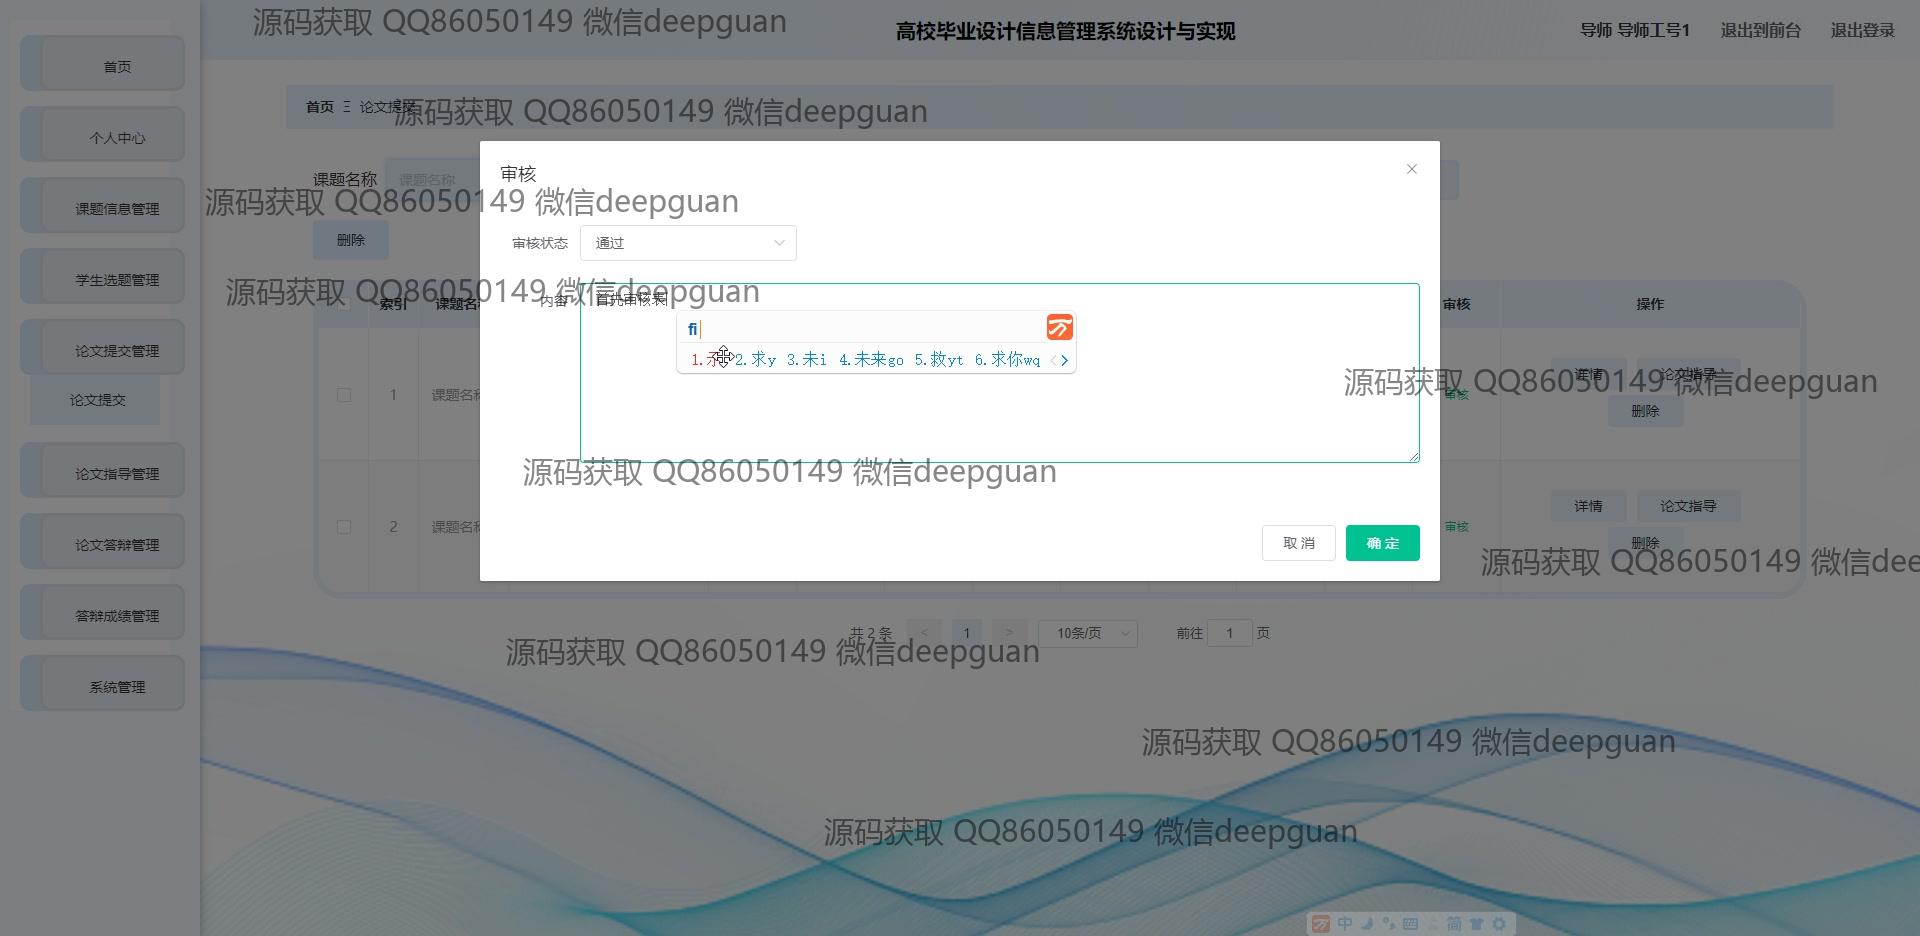 源码获取 QQ86050149 微信deepguan
高校毕业设计信息管理系统设计与实现
导师 导师工号1
退出到前台
退出登录
首页
个人中心
课题信息管理
学生选题管理
论文提交管理
论文提交
论文指导管理
论文答辩管理
答辩成绩管理
系统管理
首页 Ξ 论文提交
源码获取 QQ86050149 微信deepguan
课题名称 课题名称
源码获取 QQ86050149 微信deepguan
删除
源码获取 QQ86050149 微信deepguan
索引 课题名 审核 操作
1 课题名称 审核 详情 论文指导
删除
源码获取 QQ86050149 微信deepguan
2 课题名称 审核 详情 论文指导
删除
源码获取 QQ86050149 微信deepguan
审核
审核状态 通过
内容 首先审核表
fi
2.求y 3.未i 4.未来go 5.救yt 6.求你wq
源码获取 QQ86050149 微信deepguan
取消 确定
共 2 条 < 1 > 10条/页 前往 1 页
源码获取 QQ86050149 微信deepguan
源码获取 QQ86050149 微信deepguan
源码获取 QQ86050149 微信deepguan
中 简